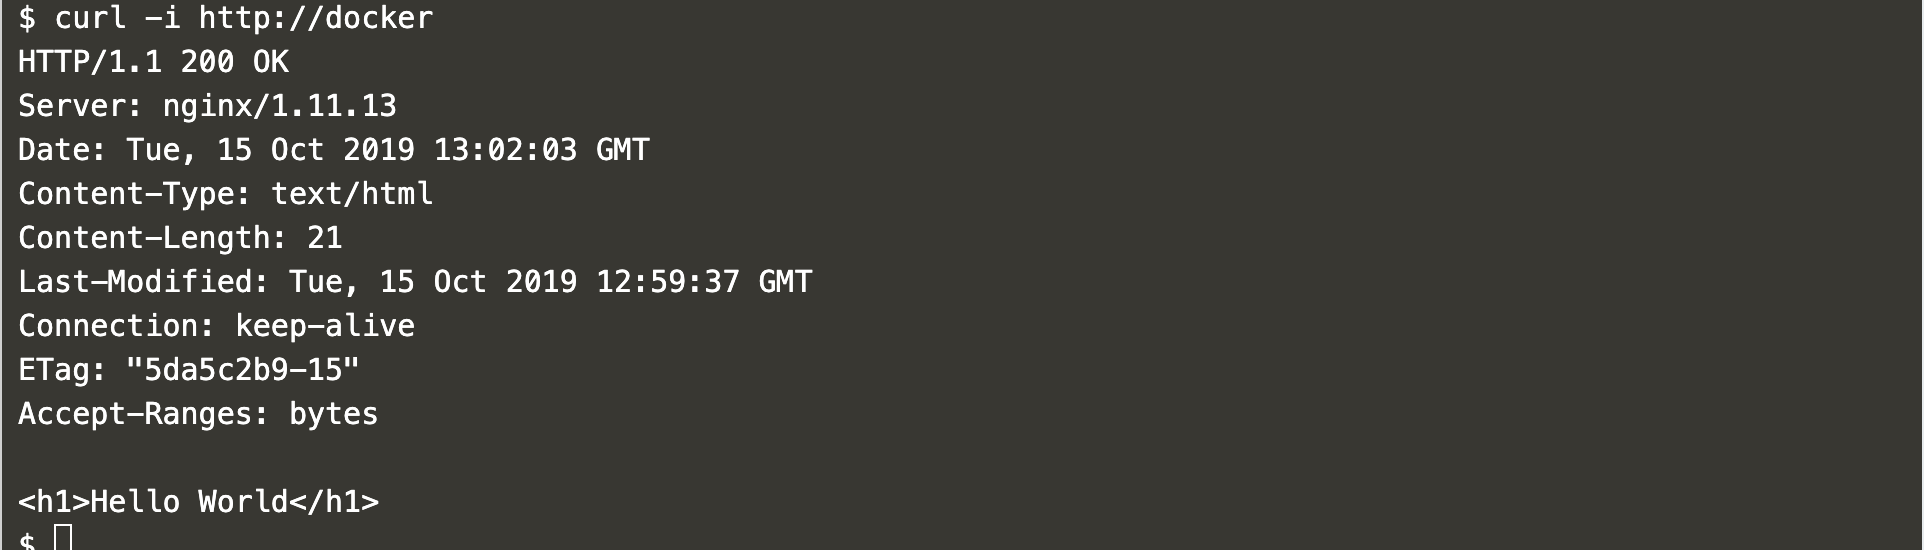 $ curl -i http://docker
HTTP/1.1 200 OK
Server: nginx/1.11.13
Date: Tue, 15 Oct 2019 13:02:03 GMT
Content-Type: text/html
Content-Length: 21
Last-Modified: Tue, 15 Oct 2019 12:59:37 GMT
Connection: keep-alive
ETag: "5da5c2b9-15"
Accept-Ranges: bytes

<h1>Hello World</h1>
$